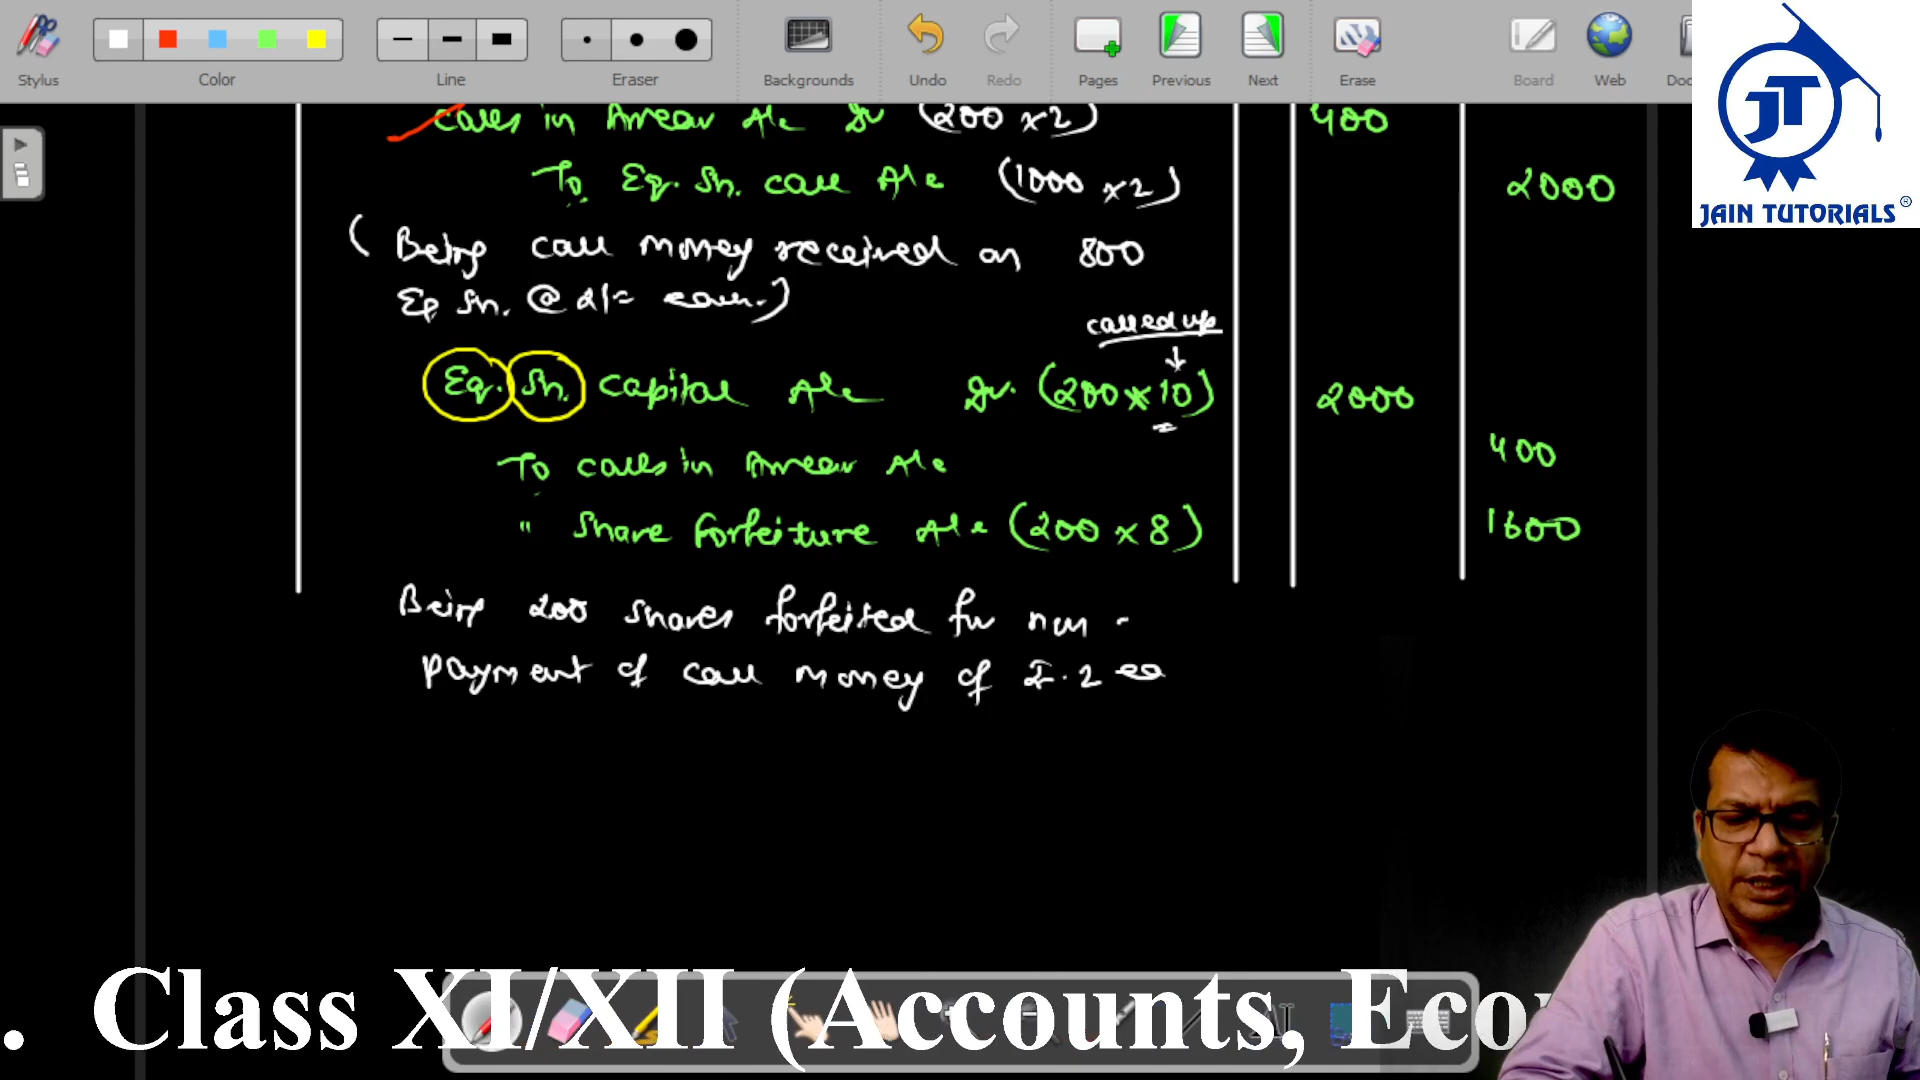 Stylus
Color
Line
Eraser
Backgrounds
Undo
Redo
Pages
Previous
Next
Erase
Board
Web
JT
JAIN TUTORIALS®
Calls in Arrear A/c Dr (200 x 2) 400
To Eq. Sh. call A/c (1000 x 2) 2000
(Being call money received on 800
Eq Sh. @ 2/= each.)
called up
Eq. Sh. Capital A/c Dr. (200 x 10) 2000
To calls in Arrear A/c 400
" Share forfeiture A/c (200 x 8) 1600
Being 200 shares forfeited for non -
payment of call money of ₹.2 ea
. Class XI/XII (Accounts, Eco